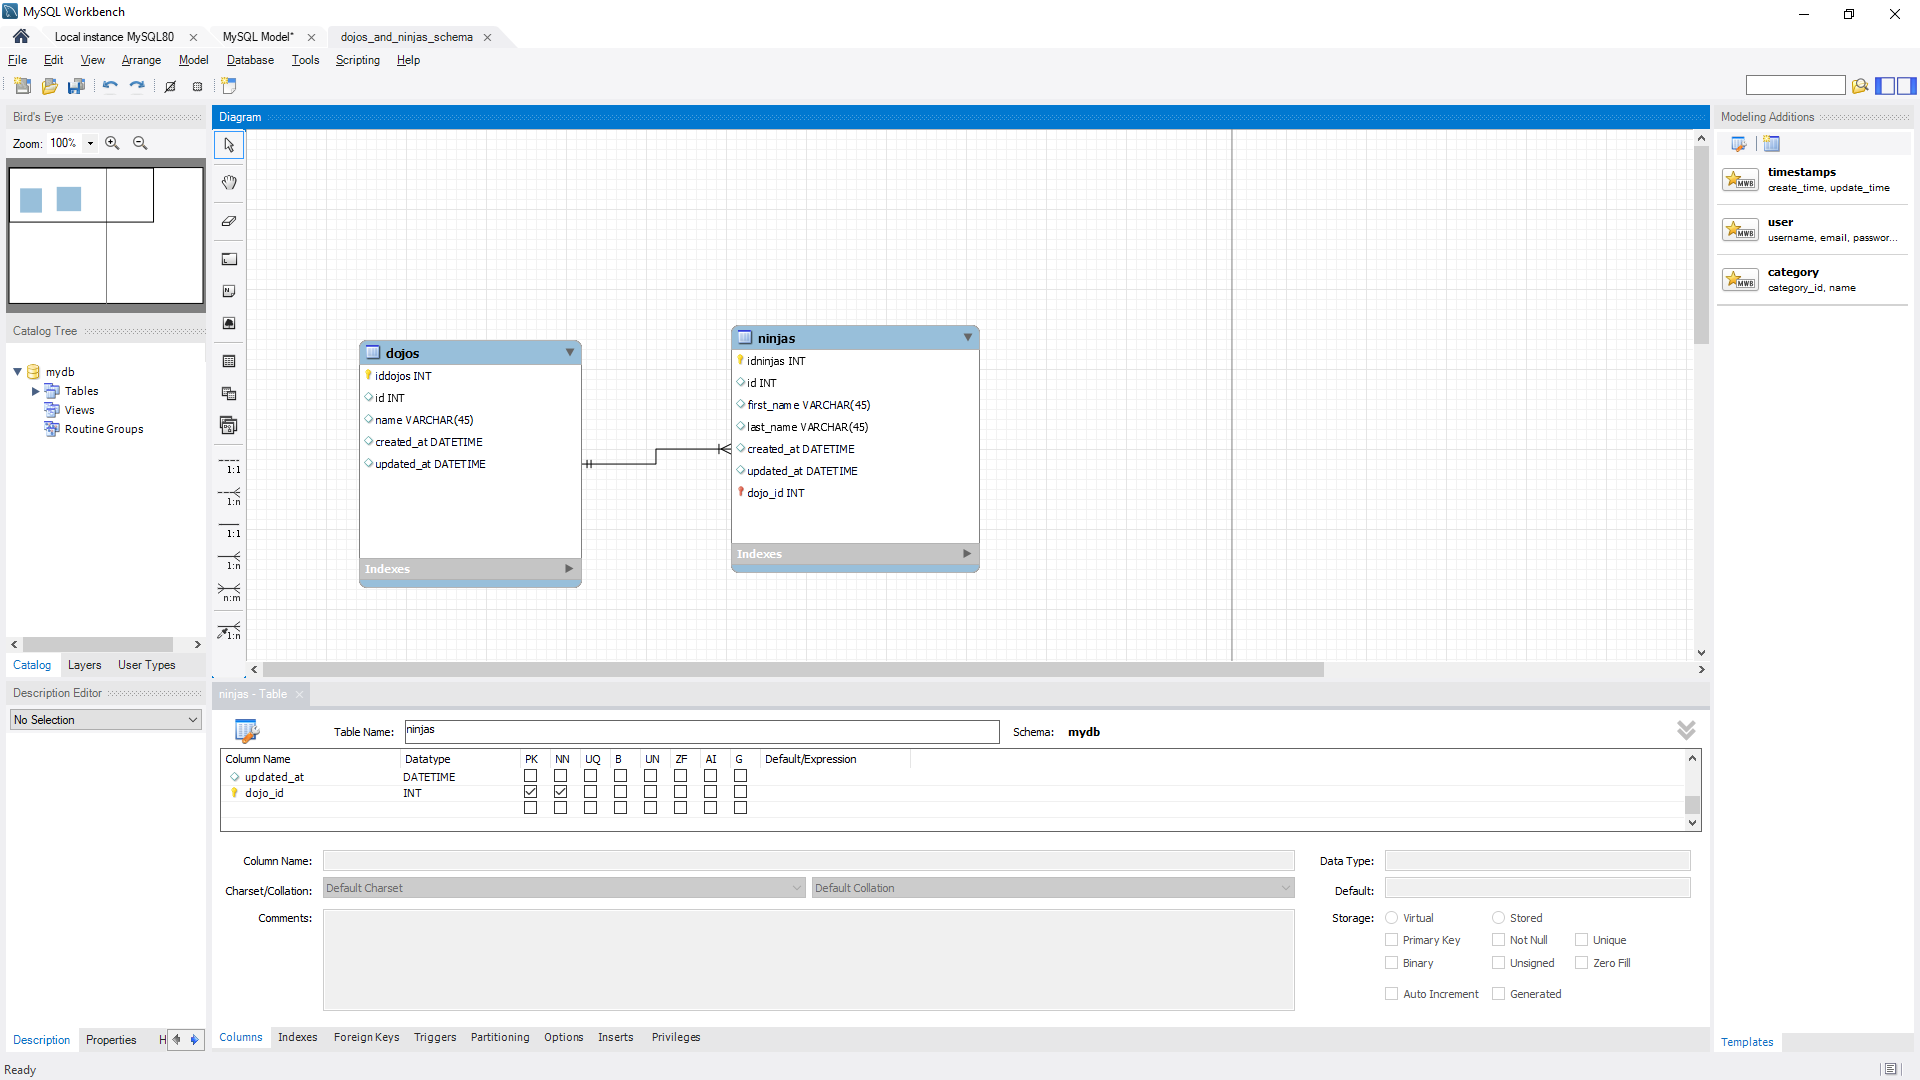 MySQL Workbench
Local instance MySQL80
MySQL Model*
dojos_and_ninjas_schema
File Edit View Arrange Model Database Tools Scripting Help
Bird's Eye
Zoom: 100%
Catalog Tree
mydb
Tables
Views
Routine Groups
Catalog Layers User Types
Description Editor
No Selection
Description Properties H
Diagram
1:1
1:n
1:1
1:n
n:m
1:n
dojos
iddojos INT
id INT
name VARCHAR(45)
created_at DATETIME
updated_at DATETIME
Indexes
ninjas
idninjas INT
id INT
first_name VARCHAR(45)
last_name VARCHAR(45)
created_at DATETIME
updated_at DATETIME
dojo_id INT
Indexes
Modeling Additions
MWB
timestamps
create_time, update_time
MWB
user
username, email, passwor...
MWB
category
category_id, name
Templates
ninjas - Table
Table Name: ninjas Schema: mydb
Column Name Datatype PK NN UQ B UN ZF AI G Default/Expression
updated_at DATETIME
dojo_id INT
Column Name:
Data Type:
Charset/Collation: Default Charset Default Collation
Default:
Comments:
Storage: Virtual Stored
Primary Key Not Null Unique
Binary Unsigned Zero Fill
Auto Increment Generated
Columns Indexes Foreign Keys Triggers Partitioning Options Inserts Privileges
Ready